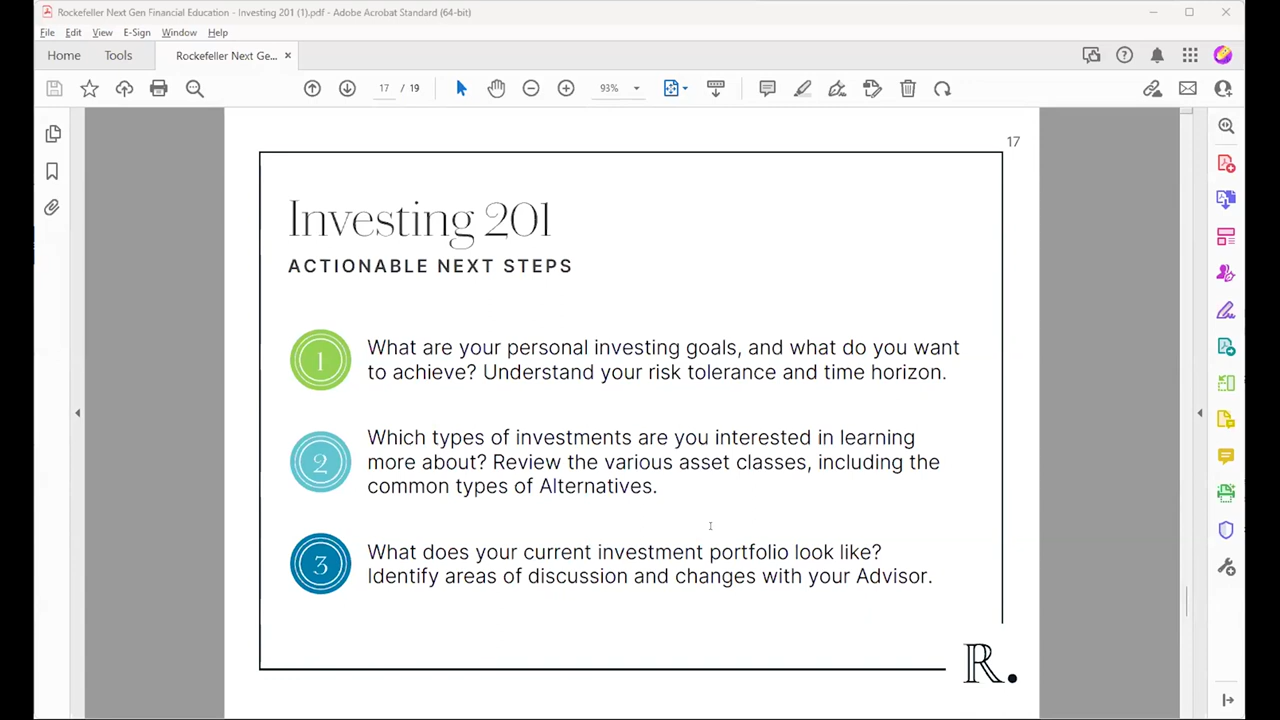 Rockefeller Next Gen Financial Education - Investing 201 (1).pdf - Adobe Acrobat Standard (64-bit)
File Edit View E-Sign Window Help
Home Tools Rockefeller Next Ge... ×
17 / 19 93%
17
Investing 201
ACTIONABLE NEXT STEPS
1 What are your personal investing goals, and what do you want
to achieve? Understand your risk tolerance and time horizon.
2 Which types of investments are you interested in learning
more about? Review the various asset classes, including the
common types of Alternatives.
3 What does your current investment portfolio look like?
Identify areas of discussion and changes with your Advisor.
R.